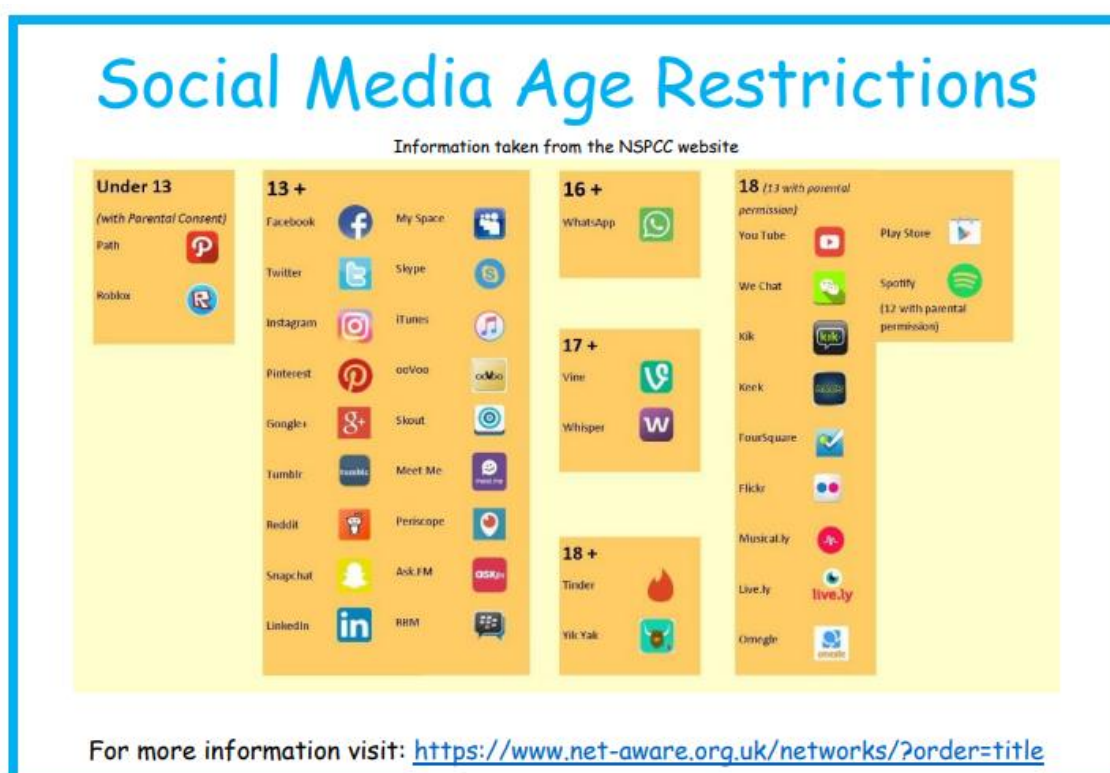 Social Media Age Restrictions
Information taken from the NSPCC website
Under 13
(with Parental Consent)
Path
Roblox
13 +
Facebook
Twitter
Instagram
Pinterest
Google+
Tumblr
Reddit
Snapchat
LinkedIn
My Space
Skype
iTunes
ooVoo
Skout
Meet Me
Periscope
Ask.FM
BBM
16 +
WhatsApp
17 +
Vine
Whisper
18 +
Tinder
Yik Yak
18 (13 with parental
permission)
You Tube
We Chat
Kik
kik
Keek
FourSquare
Flickr
Musical.ly
Live.ly
live.ly
Omegle
Play Store
Spotify
(12 with parental
permission)
For more information visit: https://www.net-aware.org.uk/networks/?order=title